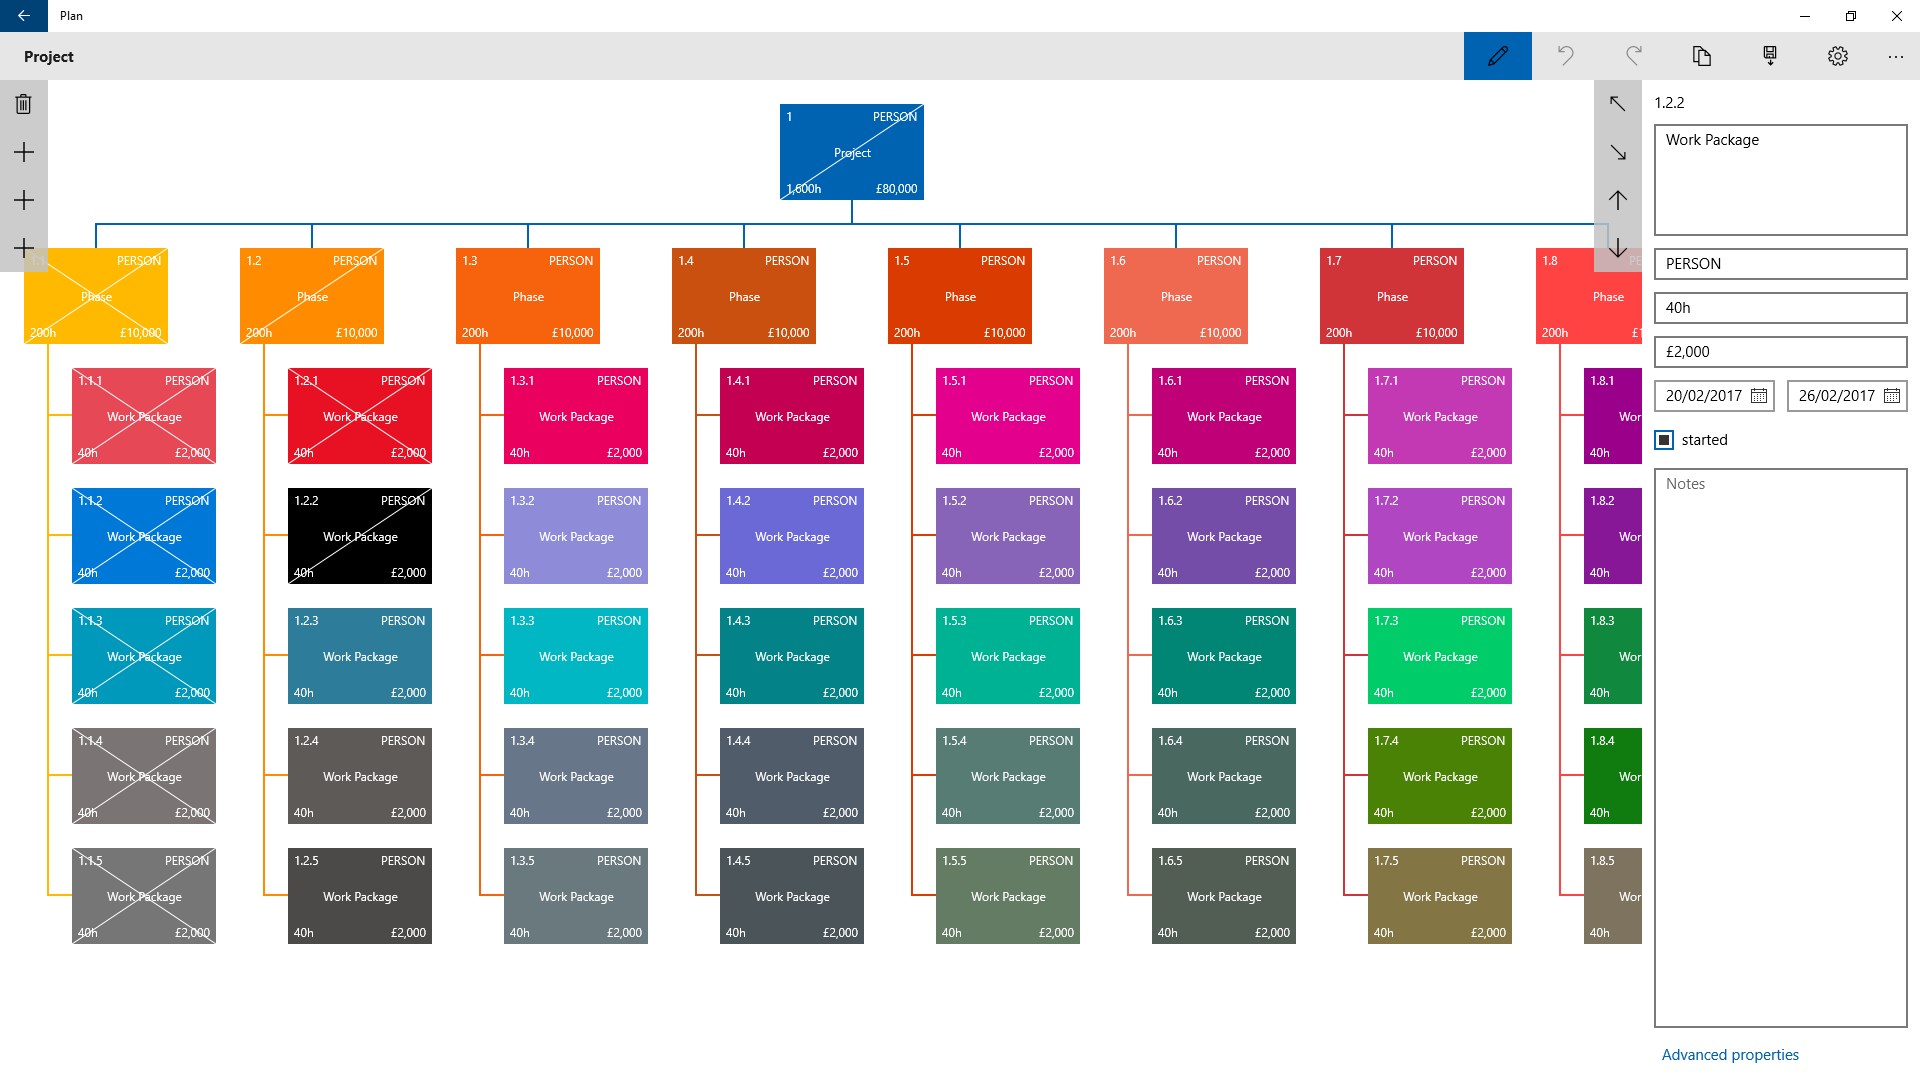 Plan
Project
1 PERSON
Project
1,600h £80,000
PERSON
Phase
200h £10,000
1.2 PERSON
Phase
200h £10,000
1.3 PERSON
Phase
200h £10,000
1.4 PERSON
Phase
200h £10,000
1.5 PERSON
Phase
200h £10,000
1.6 PERSON
Phase
200h £10,000
1.7 PERSON
Phase
200h £10,000
1.8 PE
Phase
200h £1
1.1.1 PERSON
Work Package
40h £2,000
1.2.1 PERSON
Work Package
40h £2,000
1.3.1 PERSON
Work Package
40h £2,000
1.4.1 PERSON
Work Package
40h £2,000
1.5.1 PERSON
Work Package
40h £2,000
1.6.1 PERSON
Work Package
40h £2,000
1.7.1 PERSON
Work Package
40h £2,000
1.8.1
Wor
40h
1.1.2 PERSON
Work Package
40h £2,000
1.2.2 PERSON
Work Package
40h £2,000
1.3.2 PERSON
Work Package
40h £2,000
1.4.2 PERSON
Work Package
40h £2,000
1.5.2 PERSON
Work Package
40h £2,000
1.6.2 PERSON
Work Package
40h £2,000
1.7.2 PERSON
Work Package
40h £2,000
1.8.2
Wor
40h
1.1.3 PERSON
Work Package
40h £2,000
1.2.3 PERSON
Work Package
40h £2,000
1.3.3 PERSON
Work Package
40h £2,000
1.4.3 PERSON
Work Package
40h £2,000
1.5.3 PERSON
Work Package
40h £2,000
1.6.3 PERSON
Work Package
40h £2,000
1.7.3 PERSON
Work Package
40h £2,000
1.8.3
Wor
40h
1.1.4 PERSON
Work Package
40h £2,000
1.2.4 PERSON
Work Package
40h £2,000
1.3.4 PERSON
Work Package
40h £2,000
1.4.4 PERSON
Work Package
40h £2,000
1.5.4 PERSON
Work Package
40h £2,000
1.6.4 PERSON
Work Package
40h £2,000
1.7.4 PERSON
Work Package
40h £2,000
1.8.4
Wor
40h
1.1.5 PERSON
Work Package
40h £2,000
1.2.5 PERSON
Work Package
40h £2,000
1.3.5 PERSON
Work Package
40h £2,000
1.4.5 PERSON
Work Package
40h £2,000
1.5.5 PERSON
Work Package
40h £2,000
1.6.5 PERSON
Work Package
40h £2,000
1.7.5 PERSON
Work Package
40h £2,000
1.8.5
Wor
40h
1.2.2
Work Package
PERSON
40h
£2,000
20/02/2017 26/02/2017
started
Notes
Advanced properties